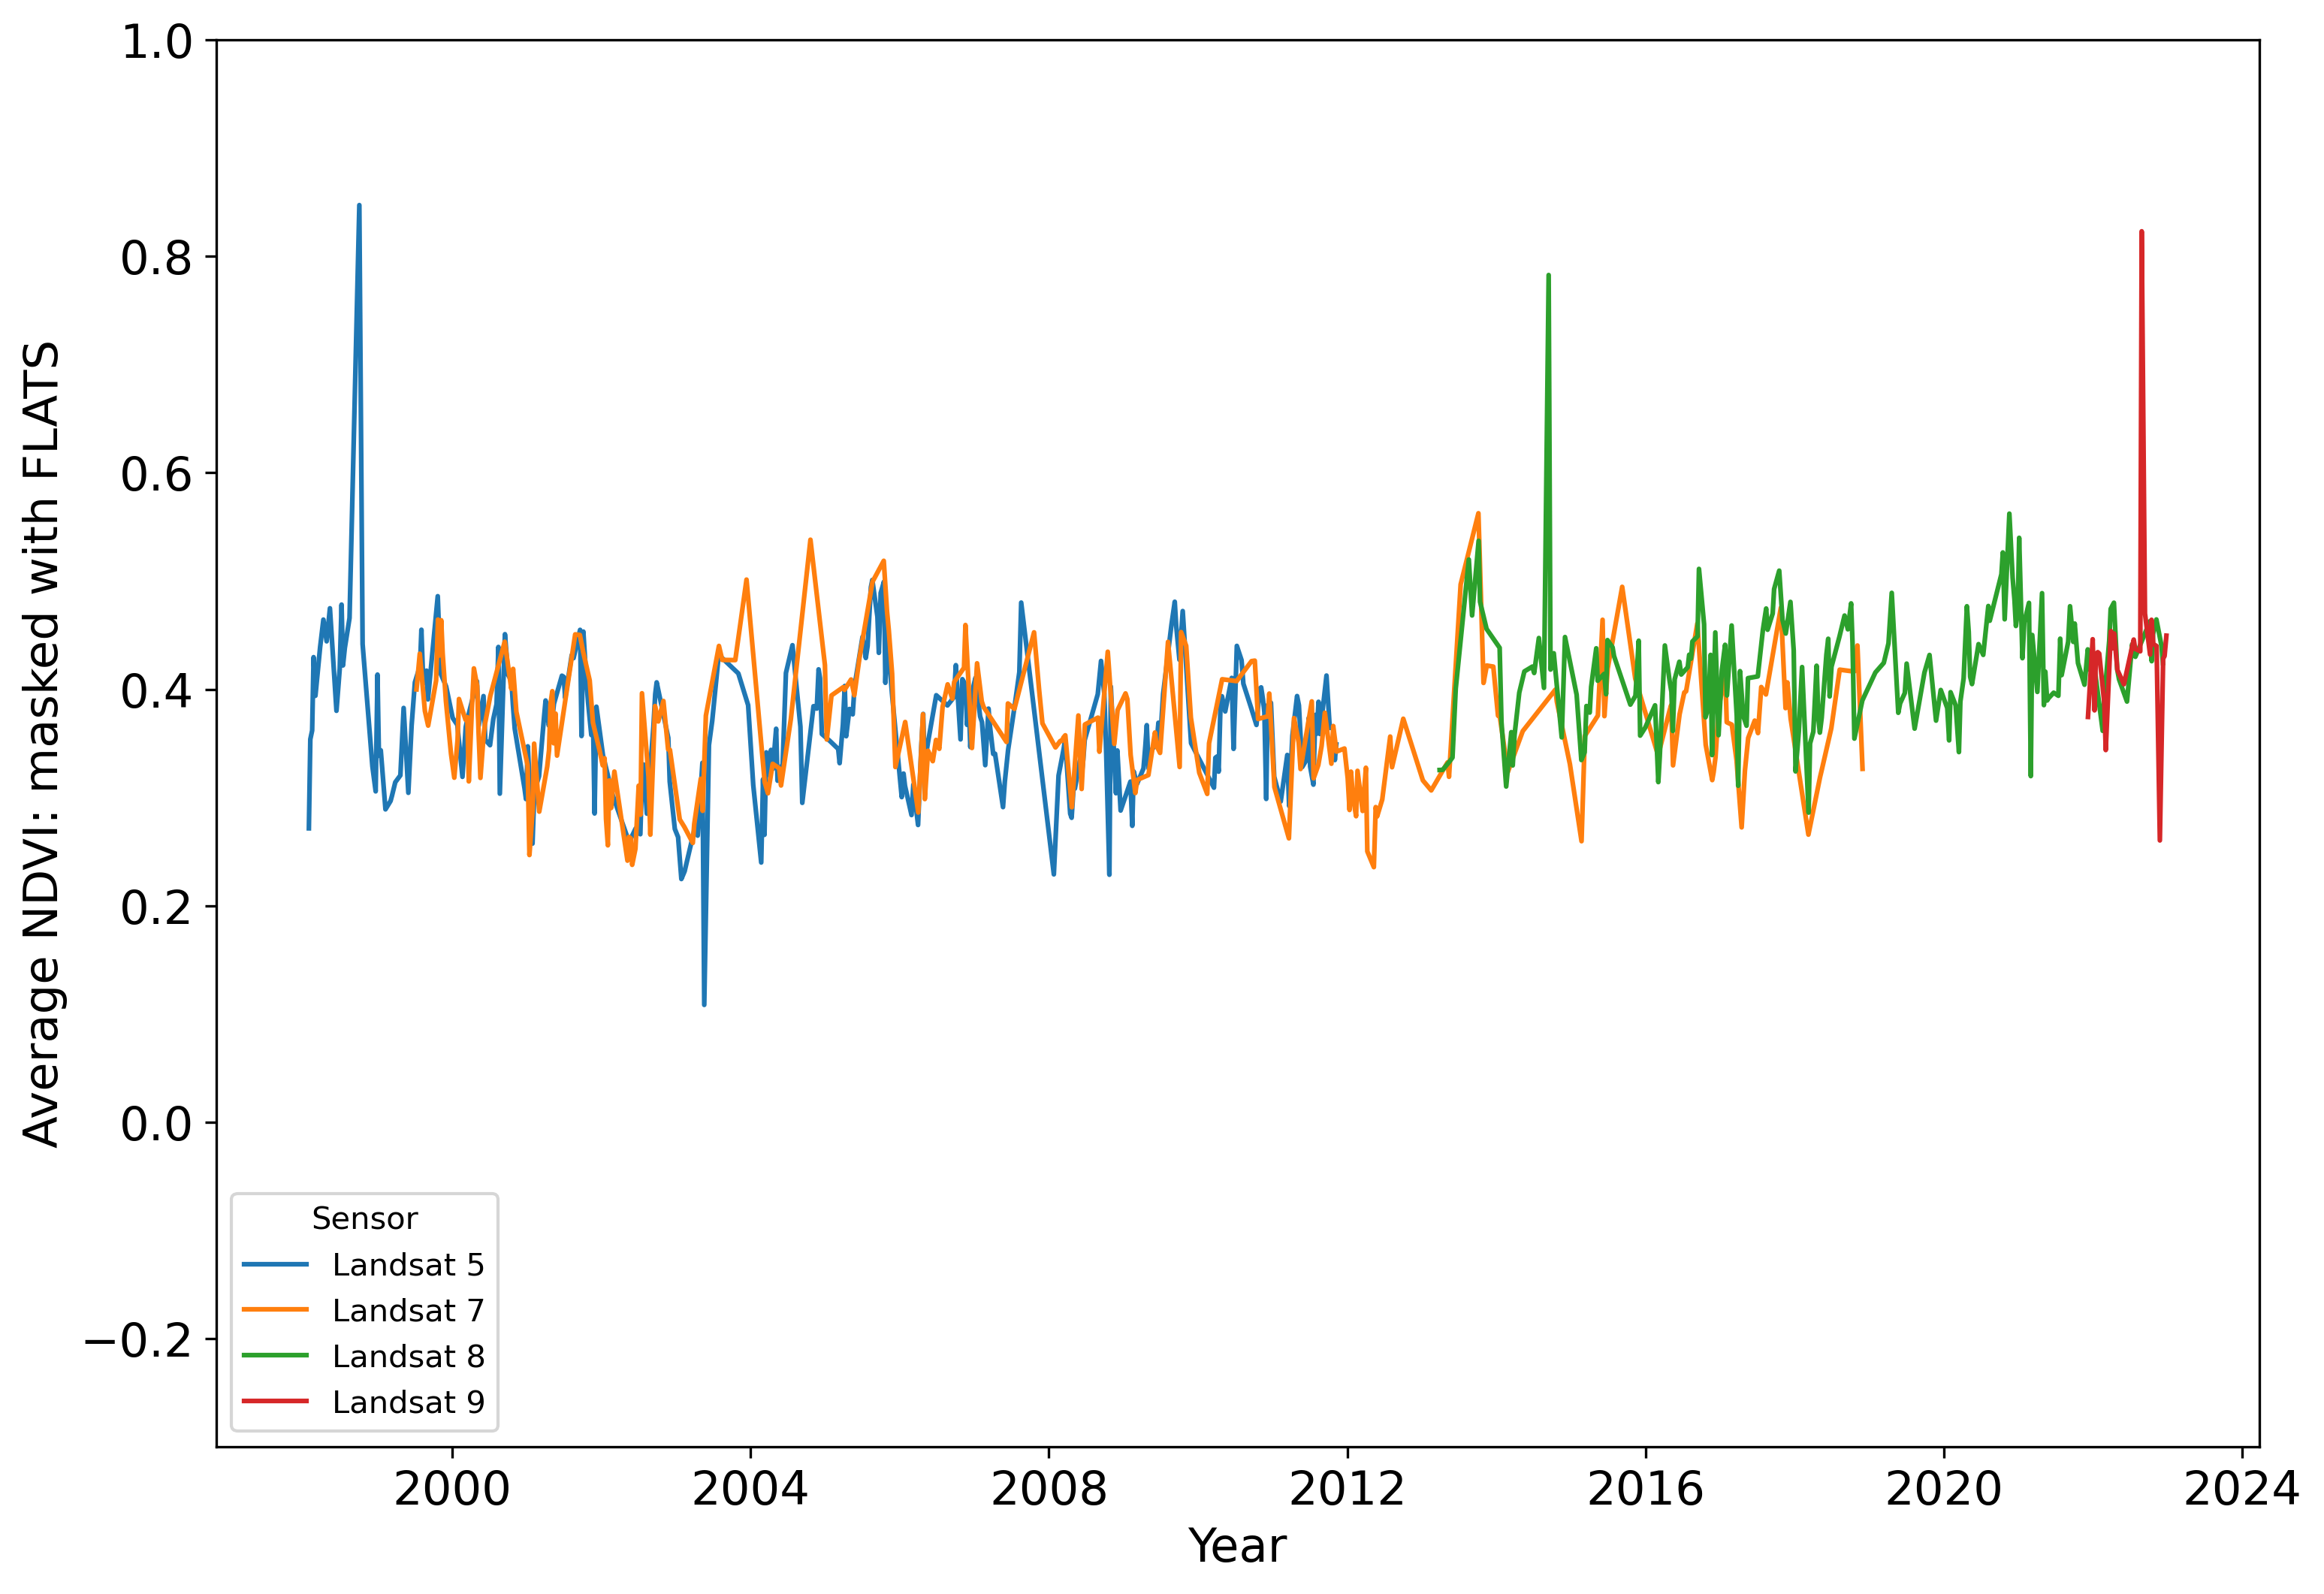 1.0
0.8
0.6
0.4
0.2
0.0
−0.2
Average NDVI: masked with FLATS
Sensor
Landsat 5
Landsat 7
Landsat 8
Landsat 9
2000 2004 2008 2012 2016 2020 2024
Year